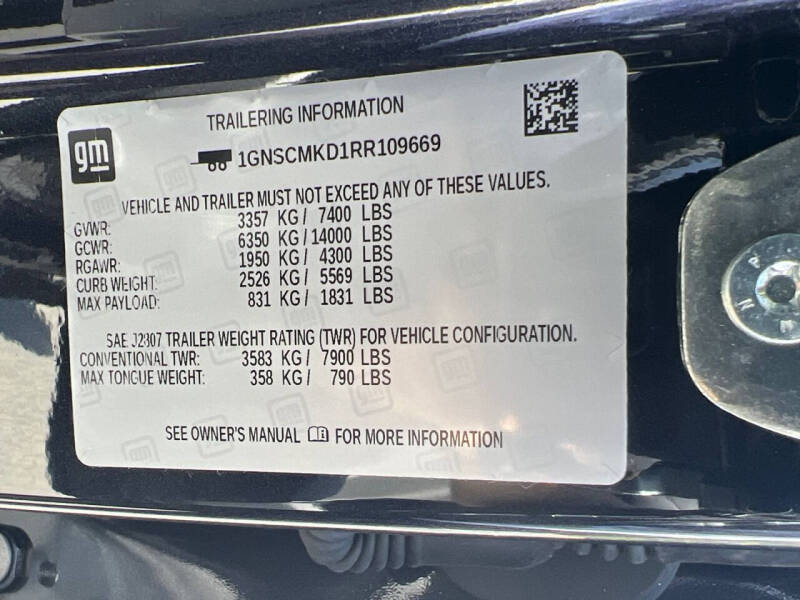 TRAILERING INFORMATION
gm
1GNSCMKD1RR109669
VEHICLE AND TRAILER MUST NOT EXCEED ANY OF THESE VALUES.
GVWR: 3357 KG / 7400 LBS
GCWR: 6350 KG / 14000 LBS
RGAWR: 1950 KG / 4300 LBS
CURB WEIGHT: 2526 KG / 5569 LBS
MAX PAYLOAD: 831 KG / 1831 LBS
SAE J2807 TRAILER WEIGHT RATING (TWR) FOR VEHICLE CONFIGURATION.
CONVENTIONAL TWR: 3583 KG / 7900 LBS
MAX TONGUE WEIGHT: 358 KG / 790 LBS
SEE OWNER'S MANUAL FOR MORE INFORMATION